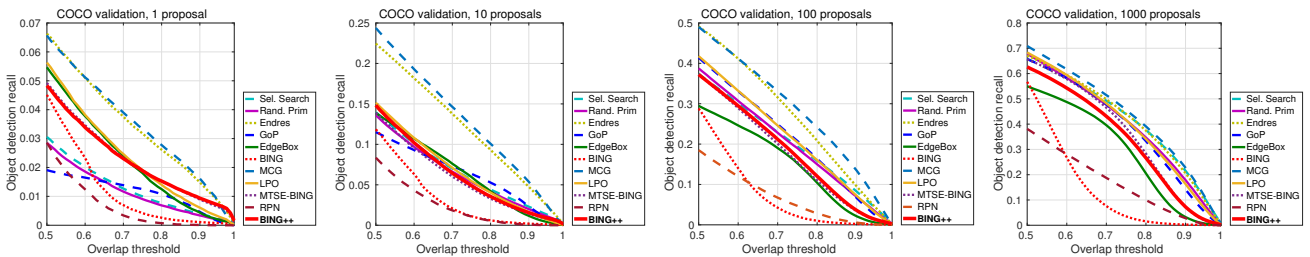 COCO validation, 1 proposal
Object detection recall
0.07
0.06
0.05
0.04
0.03
0.02
0.01
0
0.5 0.6 0.7 0.8 0.9 1
Overlap threshold
Sel. Search
Rand. Prim
Endres
GoP
EdgeBox
BING
MCG
LPO
MTSE-BING
RPN
BING++
COCO validation, 10 proposals
Object detection recall
0.25
0.2
0.15
0.1
0.05
0
0.5 0.6 0.7 0.8 0.9 1
Overlap threshold
Sel. Search
Rand. Prim
Endres
GoP
EdgeBox
BING
MCG
LPO
MTSE-BING
RPN
BING++
COCO validation, 100 proposals
Object detection recall
0.5
0.4
0.3
0.2
0.1
0
0.5 0.6 0.7 0.8 0.9 1
Overlap threshold
Sel. Search
Rand. Prim
Endres
GoP
EdgeBox
BING
MCG
LPO
MTSE-BING
RPN
BING++
COCO validation, 1000 proposals
Object detection recall
0.8
0.7
0.6
0.5
0.4
0.3
0.2
0.1
0
0.5 0.6 0.7 0.8 0.9 1
Overlap threshold
Sel. Search
Rand. Prim
Endres
GoP
EdgeBox
BING
MCG
LPO
MTSE-BING
RPN
BING++